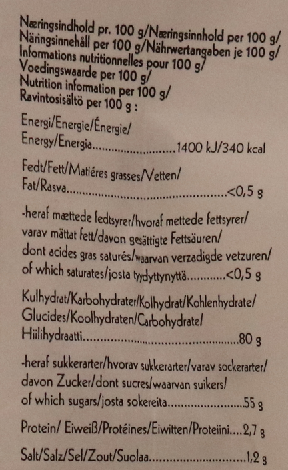 Næringsindhold pr. 100 g/Næringsinnhold per 100 g/
Näringsinnehåll per 100 g/Nährwertangaben je 100 g/
Informations nutritionnelles pour 100 g/
Voedingswaarde per 100 g/
Nutrition information per 100 g/
Ravintosisältö per 100 g :
Energi/Energie/Énergie/
Energy/Energia....................1400 kJ/340 kcal
Fedt/Fett/Matières grasses/Vetten/
Fat/Rasva......................................<0,5 g
-heraf mættede fedtsyrer/hvoraf mettede fettsyrer/
varav mättat fett/davon gesättigte Fettsäuren/
dont acides gras saturés/waarvan verzadigde vetzuren/
of which saturates/josta tyydyttynyttä........<0,5 g
Kulhydrat/Karbohydrater/Kolhydrat/Kohlenhydrate/
Glucides/Koolhydraten/Carbohydrate/
Hiilihydraatti......................................80 g
-heraf sukkerarter/hvorav sukkerarter/varav sockerarter/
davon Zucker/dont sucres/waarvan suikers/
of which sugars/josta sokereita...................55 g
Protein/ Eiweiß/Protéines/Eiwitten/Proteiini....2,7 g
Salt/Salz/Sel/Zout/Suolaa.......................1,2 g